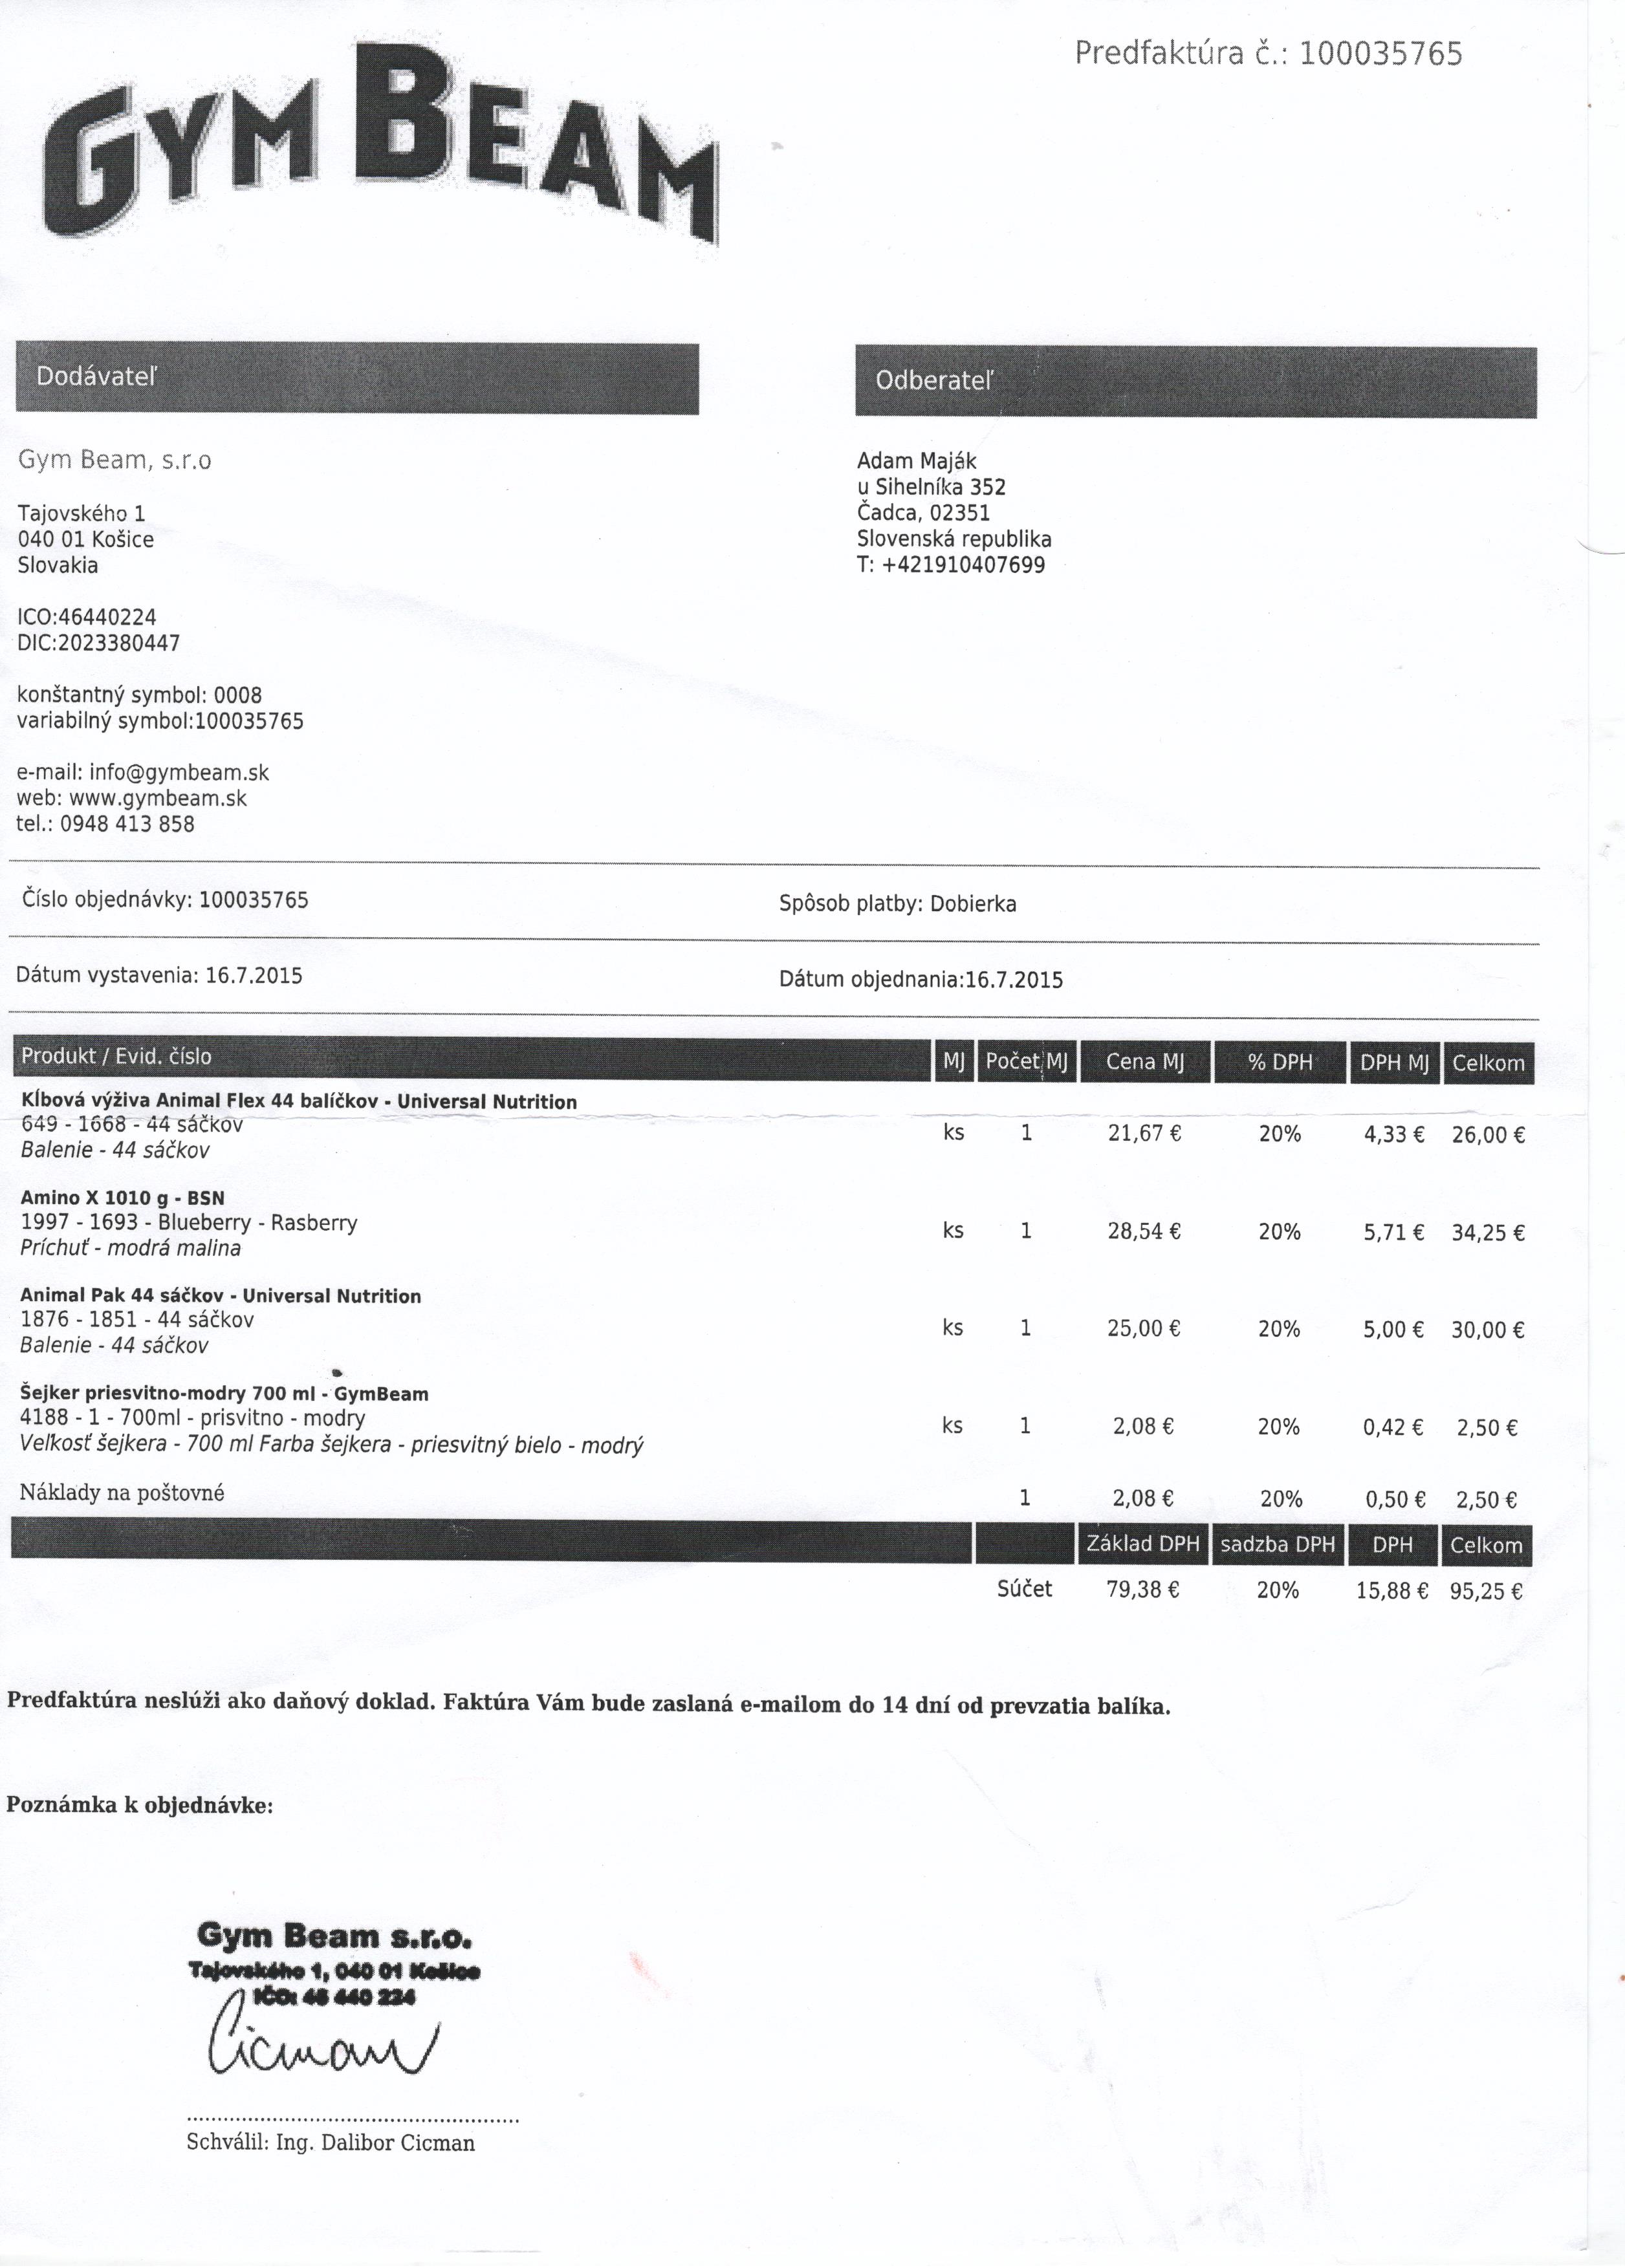 GYM BEAM
Predfaktúra č.: 100035765
Dodávateľ
Gym Beam, s.r.o
Tajovského 1
040 01 Košice
Slovakia
ICO:46440224
DIC:2023380447
konštantný symbol: 0008
variabilný symbol:100035765
e-mail: info@gymbeam.sk
web: www.gymbeam.sk
tel.: 0948 413 858
Odberateľ
Adam Maják
u Sihelníka 352
Čadca, 02351
Slovenská republika
T: +421910407699
Číslo objednávky: 100035765 Spôsob platby: Dobierka
Dátum vystavenia: 16.7.2015 Dátum objednania:16.7.2015
Produkt / Evid. číslo MJ Počet MJ Cena MJ % DPH DPH MJ Celkom
Kĺbová výživa Animal Flex 44 balíčkov - Universal Nutrition
649 - 1668 - 44 sáčkov
Balenie - 44 sáčkov
ks 1 21,67 € 20% 4,33 € 26,00 €
Amino X 1010 g - BSN
1997 - 1693 - Blueberry - Rasberry
Príchuť - modrá malina
ks 1 28,54 € 20% 5,71 € 34,25 €
Animal Pak 44 sáčkov - Universal Nutrition
1876 - 1851 - 44 sáčkov
Balenie - 44 sáčkov
ks 1 25,00 € 20% 5,00 € 30,00 €
Šejker priesvitno-modry 700 ml - GymBeam
4188 - 1 - 700ml - prisvitno - modry
Veľkosť šejkera - 700 ml Farba šejkera - priesvitný bielo - modrý
ks 1 2,08 € 20% 0,42 € 2,50 €
Náklady na poštovné 1 2,08 € 20% 0,50 € 2,50 €
Základ DPH sadzba DPH DPH Celkom
Súčet 79,38 € 20% 15,88 € 95,25 €
Predfaktúra neslúži ako daňový doklad. Faktúra Vám bude zaslaná e-mailom do 14 dní od prevzatia balíka.
Poznámka k objednávke:
Gym Beam s.r.o.
Tajovského 1, 040 01 Košice
IČO: 46 440 224
Cicman
Schválil: Ing. Dalibor Cicman